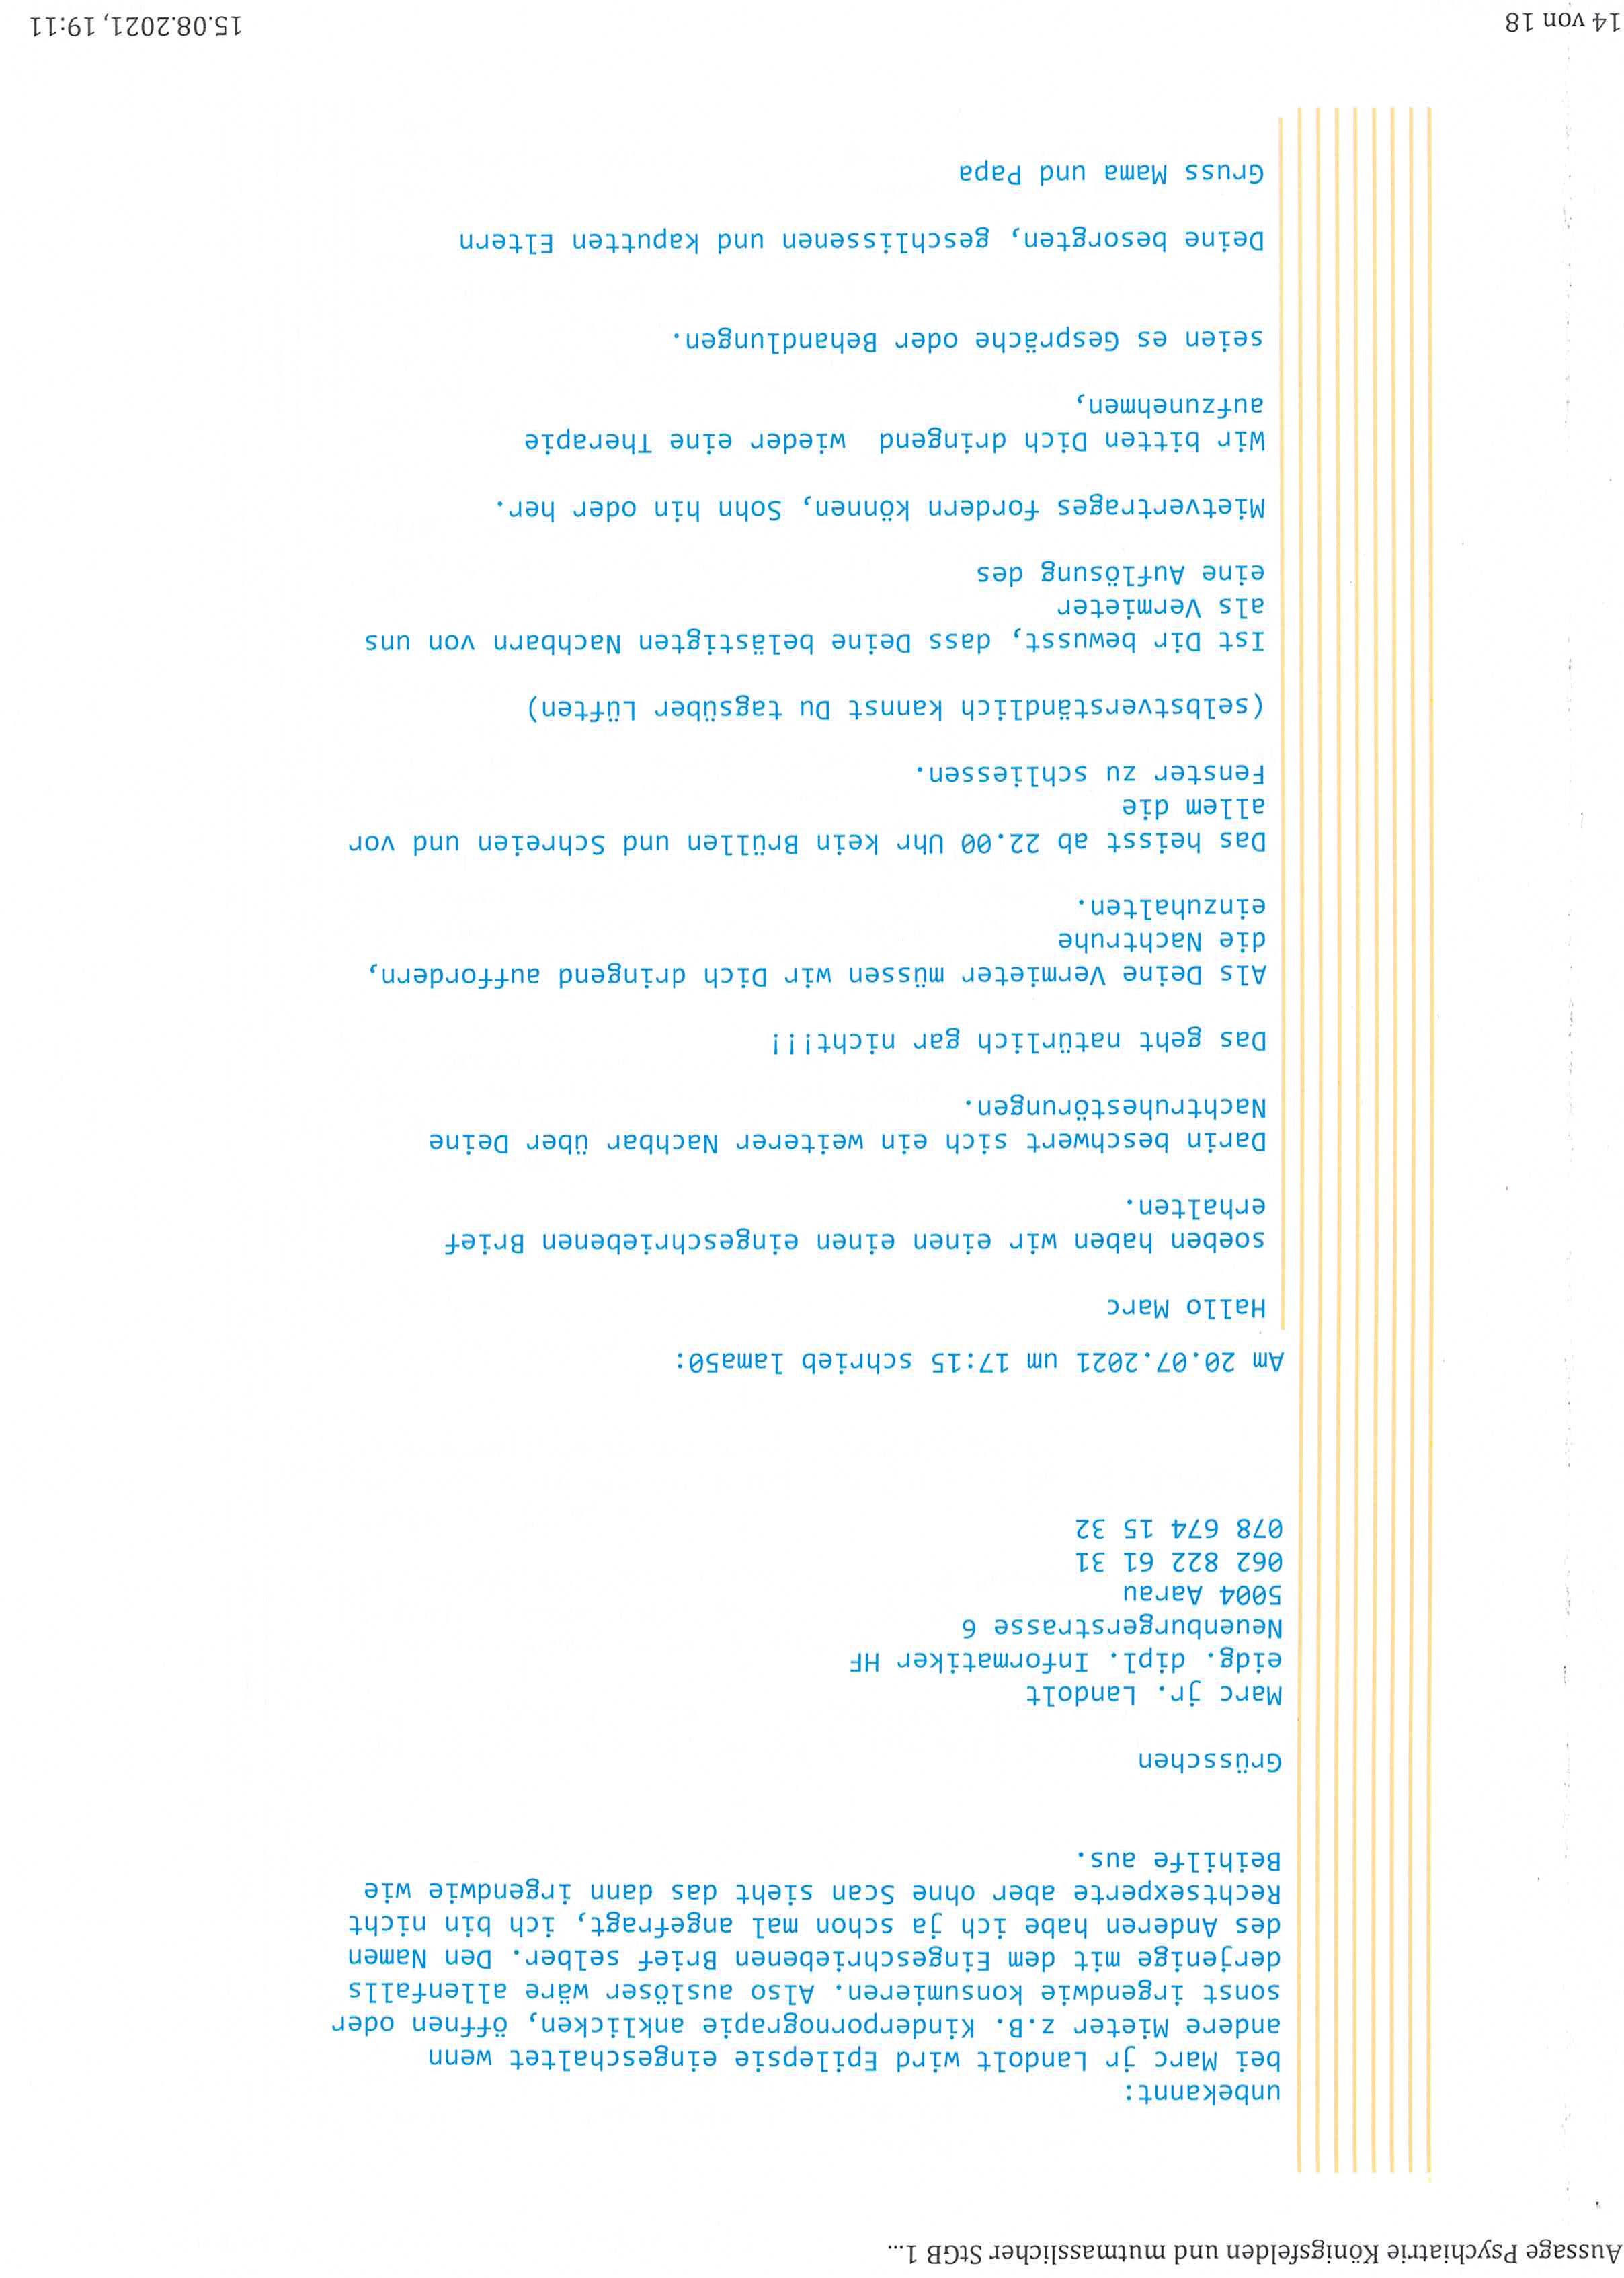 Aussage Psychiatrie Königsfelden und mutmasslicher StGB 1...
unbekannt:
bei Marc jr Landolt wird Epilepsie eingeschaltet wenn
andere Mieter z.B. Kinderpornograpie anklicken, öffnen oder
sonst irgendwie konsumieren. Also auslöser wäre allenfalls
derjenige mit dem Eingeschriebenen Brief selber. Den Namen
des Anderen habe ich ja schon mal angefragt, ich bin nicht
Rechtsexperte aber ohne Scan sieht das dann irgendwie wie
Beihilfe aus.
Grüsschen
Marc jr. Landolt
eidg. dipl. Informatiker HF
Neuenburgerstrasse 6
5004 Aarau
062 822 61 31
078 674 15 32
Am 20.07.2021 um 17:15 schrieb lama50:
Hallo Marc
soeben haben wir einen einen eingeschriebenen Brief
erhalten.
Darin beschwert sich ein weiterer Nachbar über Deine
Nachtruhestörungen.
Das geht natürlich gar nicht!!!
Als Deine Vermieter müssen wir Dich dringend auffordern,
die Nachtruhe
einzuhalten.
Das heisst ab 22.00 Uhr kein Brüllen und Schreien und vor
allem die
Fenster zu schliessen.
(selbstverständlich kannst Du tagsüber Lüften)
Ist Dir bewusst, dass Deine belästigten Nachbarn von uns
als Vermieter
eine Auflösung des
Mietvertrages fordern können, Sohn hin oder her.
Wir bitten Dich dringend  wieder eine Therapie
aufzunehmen,
seien es Gespräche oder Behandlungen.
Deine besorgten, geschlissenen und kaputten Eltern
Gruss Mama und Papa
14 von 18
15.08.2021, 19:11